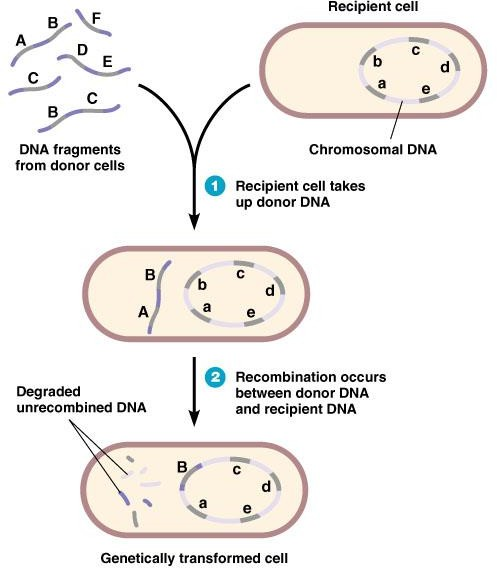 Recipient cell
A
B
F
D
E
C
B
C
a
b
c
d
e
DNA fragments
from donor cells
Chromosomal DNA
1 Recipient cell takes
up donor DNA
B
A
a
b
c
d
e
2 Recombination occurs
between donor DNA
and recipient DNA
Degraded
unrecombined DNA
a
B
c
d
e
Genetically transformed cell